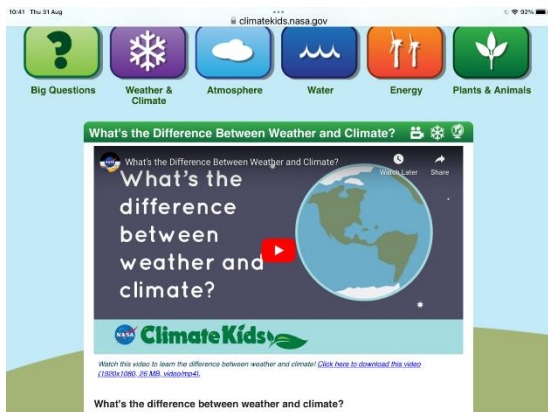 10:41 Thu 31 Aug
climatekids.nasa.gov
92%
?
Big Questions
Weather &
Climate
Atmosphere
Water
Energy
Plants & Animals
What's the Difference Between Weather and Climate?
What's the Difference Between Weather and Climate?
Watch Later
Share
What's the
difference
between
weather and
climate?
NASA
ClimateKids
Watch this video to learn the difference between weather and climate! Click here to download this video
(1920x1080, 26 MB, video/mp4).
What's the difference between weather and climate?